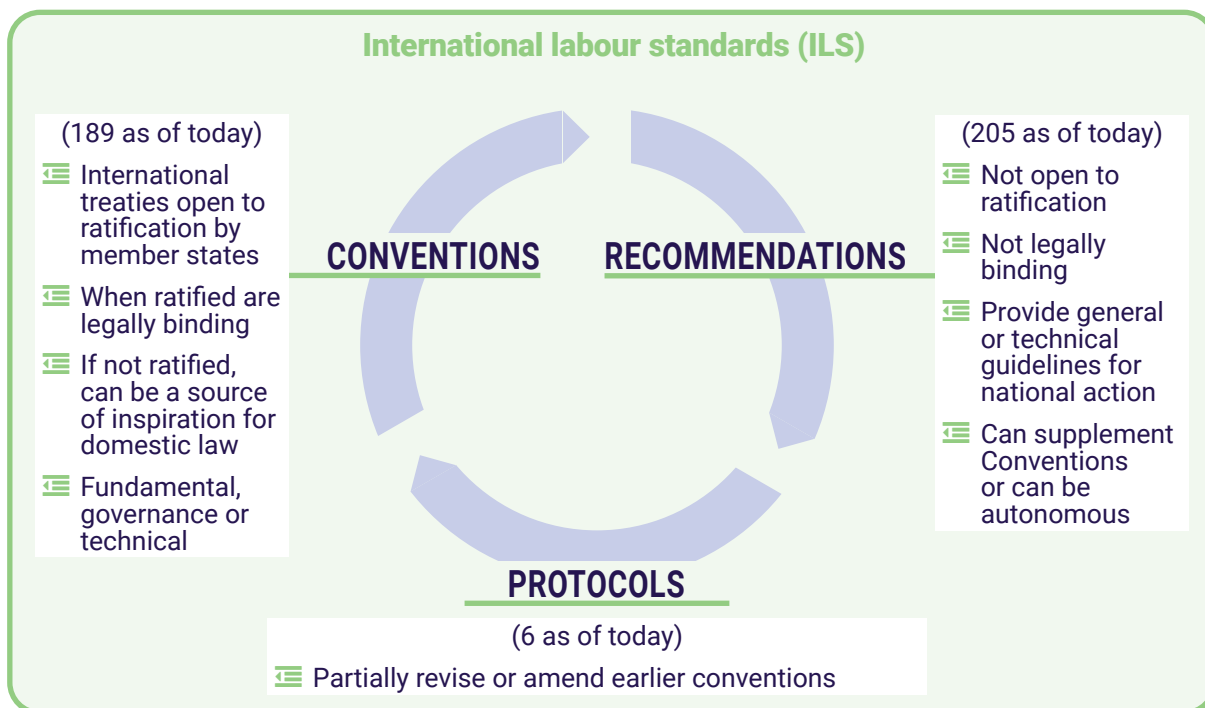 International labour standards (ILS)
(189 as of today)
International
treaties open to
ratification by
member states
When ratified are
legally binding
If not ratified,
can be a source
of inspiration for
domestic law
Fundamental,
governance or
technical
CONVENTIONS
RECOMMENDATIONS
(205 as of today)
Not open to
ratification
Not legally
binding
Provide general
or technical
guidelines for
national action
Can supplement
Conventions
or can be
autonomous
PROTOCOLS
(6 as of today)
Partially revise or amend earlier conventions